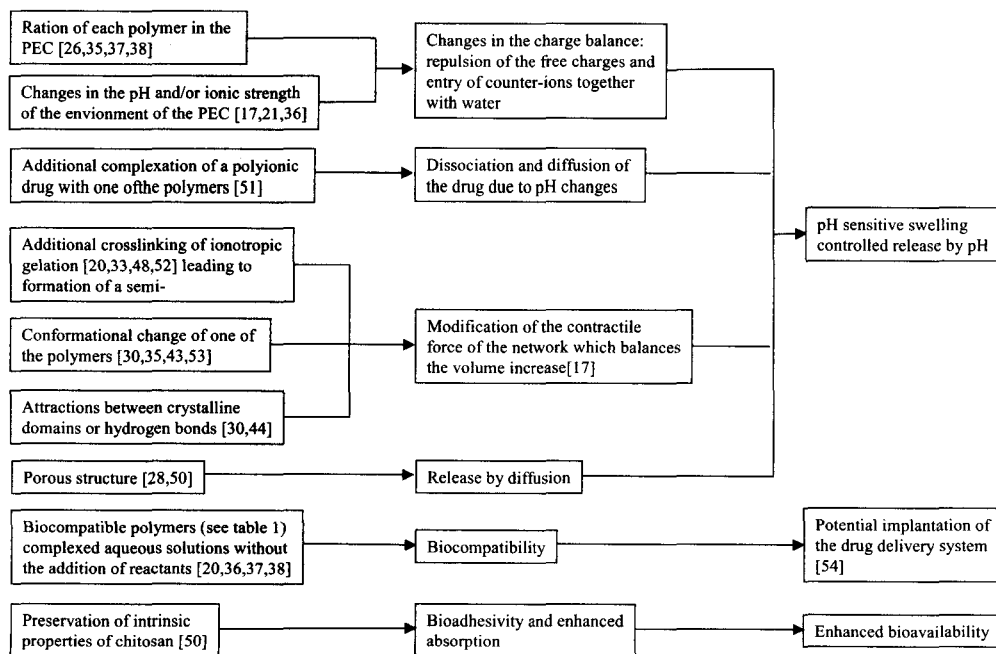 Ration of each polymer in the
PEC [26,35,37,38]
Changes in the pH and/or ionic strength
of the envionment of the PEC [17,21,36]
Changes in the charge balance:
repulsion of the free charges and
entry of counter-ions together
with water
Additional complexation of a polyionic
drug with one ofthe polymers [51]
Dissociation and diffusion of
the drug due to pH changes
pH sensitive swelling
controlled release by pH
Additional crosslinking of ionotropic
gelation [20,33,48,52] leading to
formation of a semi-
Conformational change of one of
the polymers [30,35,43,53]
Attractions between crystalline
domains or hydrogen bonds [30,44]
Modification of the contractile
force of the network which balances
the volume increase[17]
Porous structure [28,50]
Release by diffusion
Biocompatible polymers (see table 1)
complexed aqueous solutions without
the addition of reactants [20,36,37,38]
Biocompatibility
Potential implantation of
the drug delivery system
[54]
Preservation of intrinsic
properties of chitosan [50]
Bioadhesivity and enhanced
absorption
Enhanced bioavailability